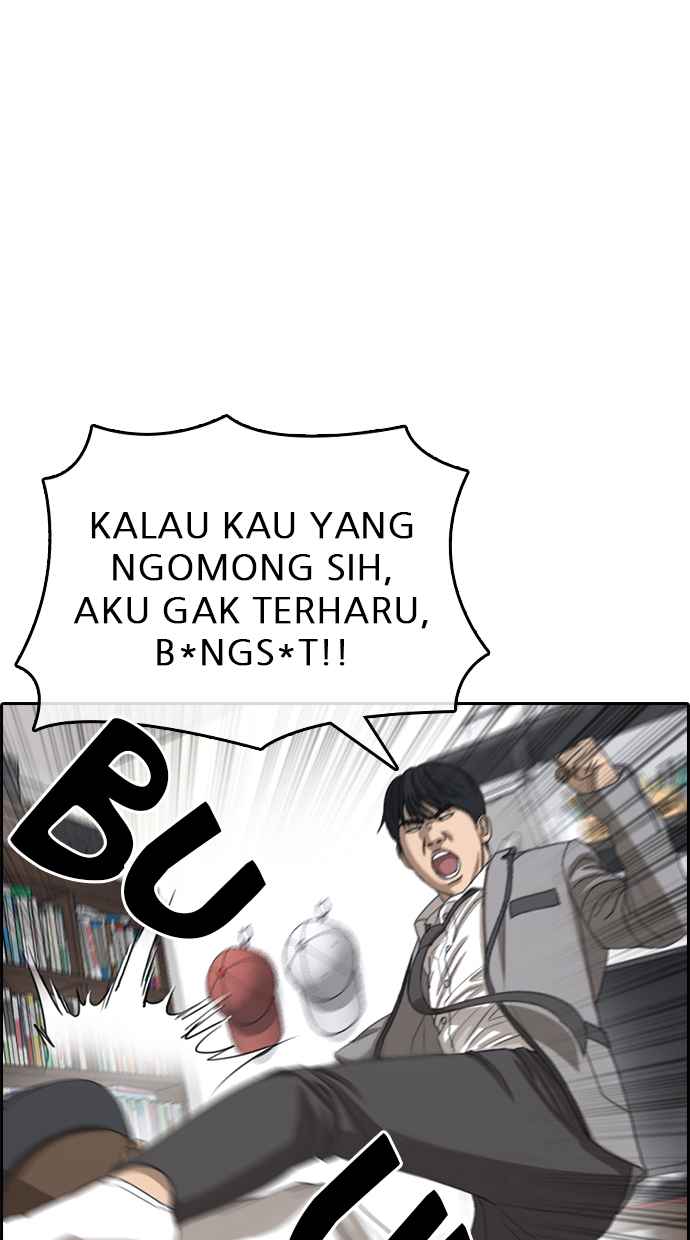 KALAU KAU YANG
NGOMONG SIH,
AKU GAK TERHARU,
B*NGS*T!!
BU